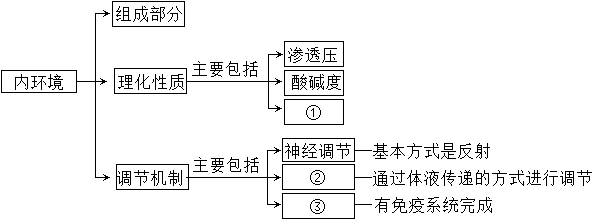 组成部分
渗透压
主要包括
内环境
理化性质
酸碱度
①
主要包括
神经调节
基本方式是反射
调节机制
②
通过体液传递的方式进行调节
③
有免疫系统完成